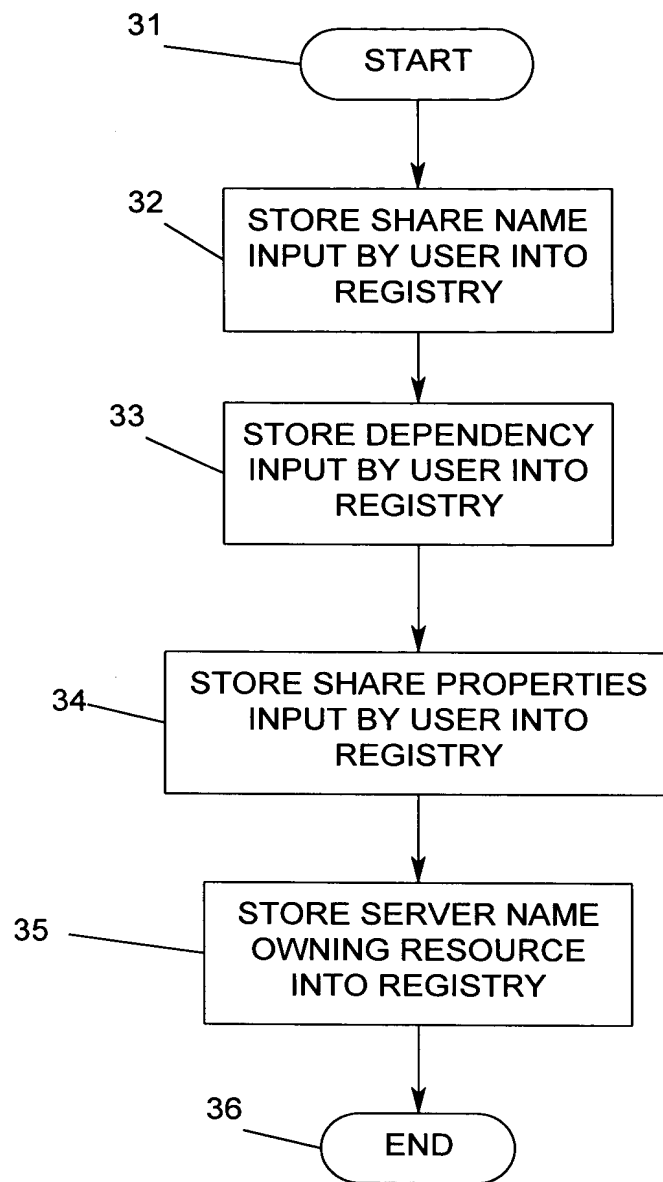 31
START
32
STORE SHARE NAME
INPUT BY USER INTO
REGISTRY
33
STORE DEPENDENCY
INPUT BY USER INTO
REGISTRY
34
STORE SHARE PROPERTIES
INPUT BY USER INTO
REGISTRY
35
STORE SERVER NAME
OWNING RESOURCE
INTO REGISTRY
36
END